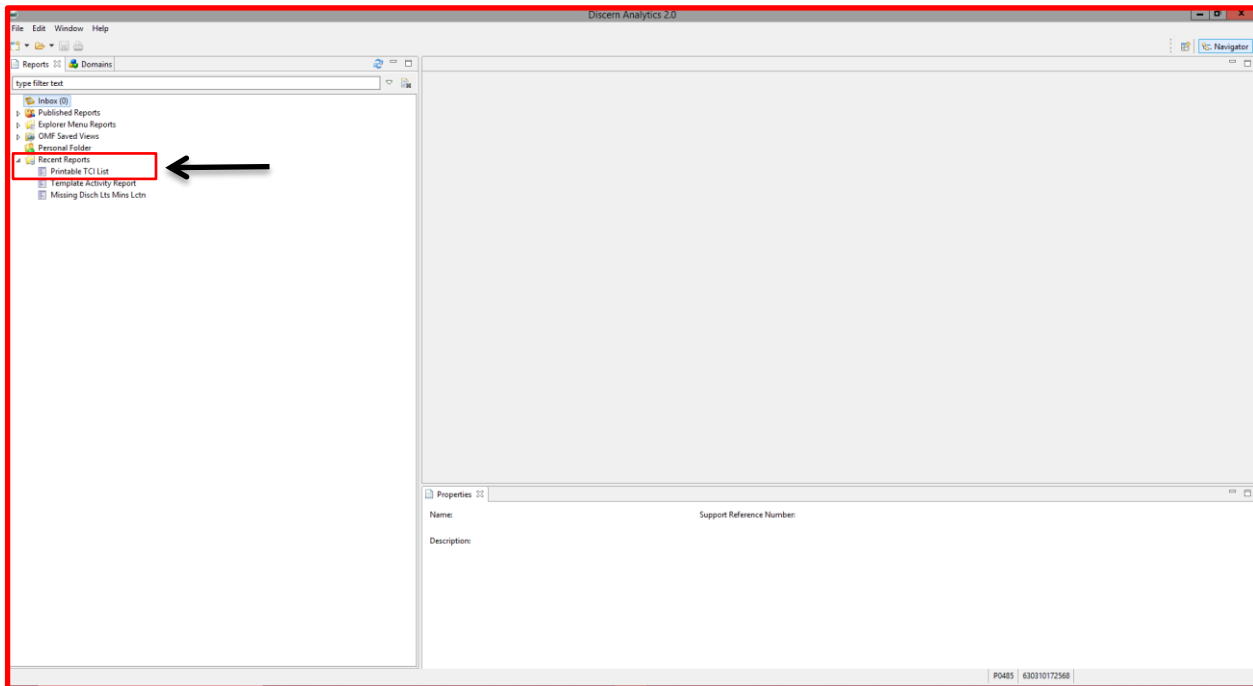 Discern Analytics 2.0
File Edit Window Help
Navigator
Reports Domains
type filter text
Inbox (0)
Published Reports
Explorer Menu Reports
OMF Saved Views
Personal Folder
Recent Reports
Printable TCI List
Template Activity Report
Missing Disch Lts Mins Lctn
Properties
Name: Support Reference Number:
Description:
P0485 630310172568